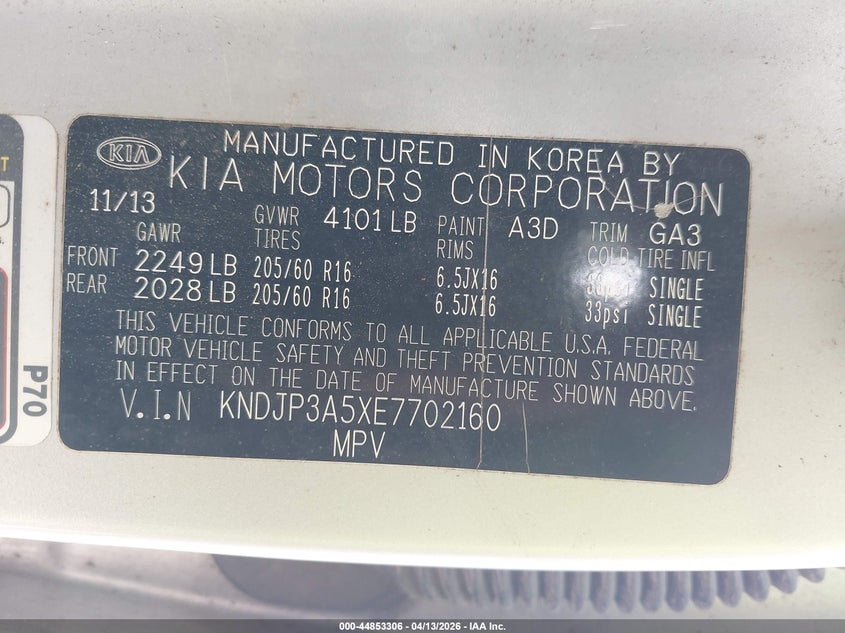 KIA
MANUFACTURED IN KOREA BY
KIA MOTORS CORPORATION
11/13 GVWR 4101 LB PAINT A3D TRIM GA3
GAWR TIRES RIMS COLD TIRE INFL
FRONT 2249 LB 205/60 R16 6.5JX16 SINGLE
REAR 2028 LB 205/60 R16 6.5JX16 33psi SINGLE
THIS VEHICLE CONFORMS TO ALL APPLICABLE U.S.A. FEDERAL
MOTOR VEHICLE SAFETY AND THEFT PREVENTION STANDARDS
IN EFFECT ON THE DATE OF MANUFACTURE SHOWN ABOVE.
V.I.N KNDJP3A5XE7702160
MPV
P70
000-44853306 - 04/13/2026 - IAA Inc.